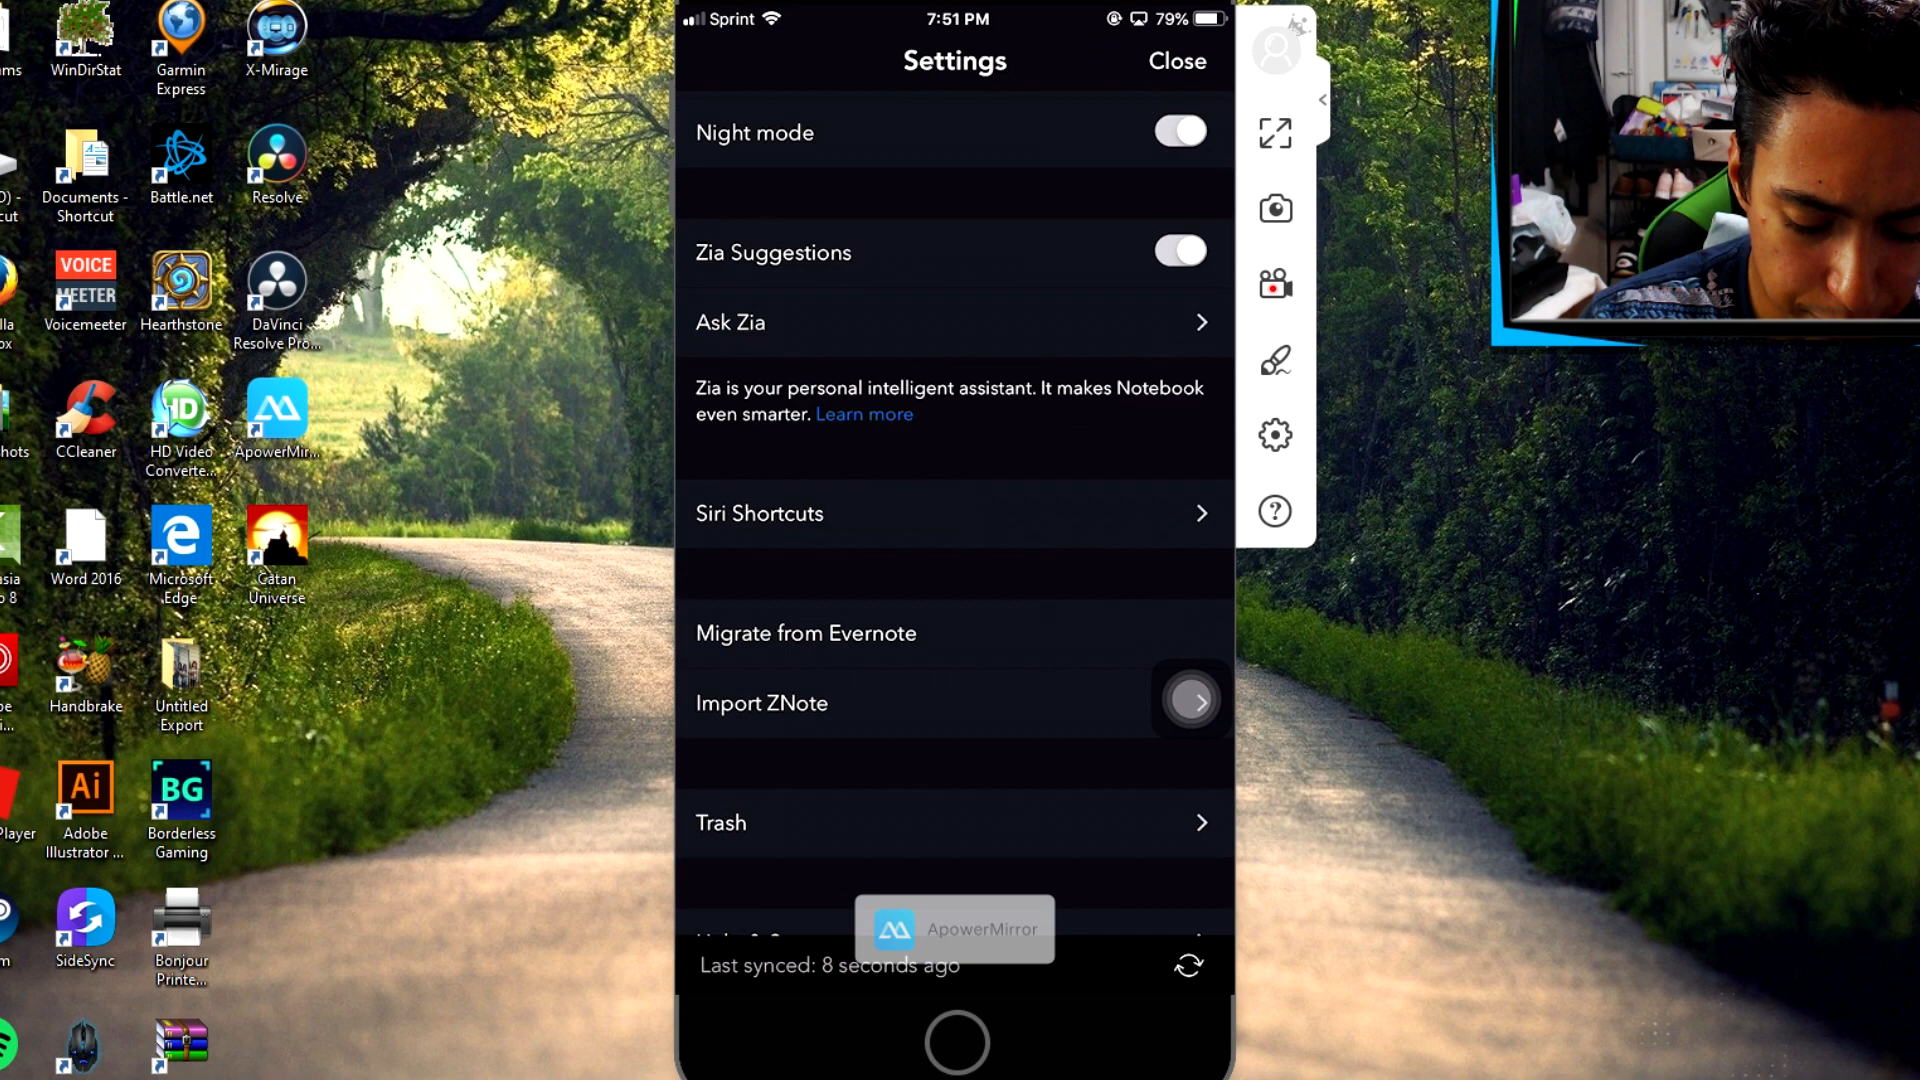 Sprint 7:51 PM 79%
Settings Close
Night mode
Zia Suggestions
Ask Zia
Zia is your personal intelligent assistant. It makes Notebook
even smarter. Learn more
Siri Shortcuts
Migrate from Evernote
Import ZNote
Trash
ApowerMirror
Last synced: 8 seconds ago
WinDirStat
Garmin
Express
X-Mirage
Documents -
Shortcut
Battle.net
Resolve
VOICE
MEETER
Voicemeeter
Hearthstone
DaVinci
Resolve Pro...
CCleaner
HD
HD Video
Converte...
ApowerMir...
Word 2016
Microsoft
Edge
Catan
Universe
Handbrake
Untitled
Export
Ai
Adobe
Illustrator ...
BG
Borderless
Gaming
SideSync
Bonjour
Printe...
Player